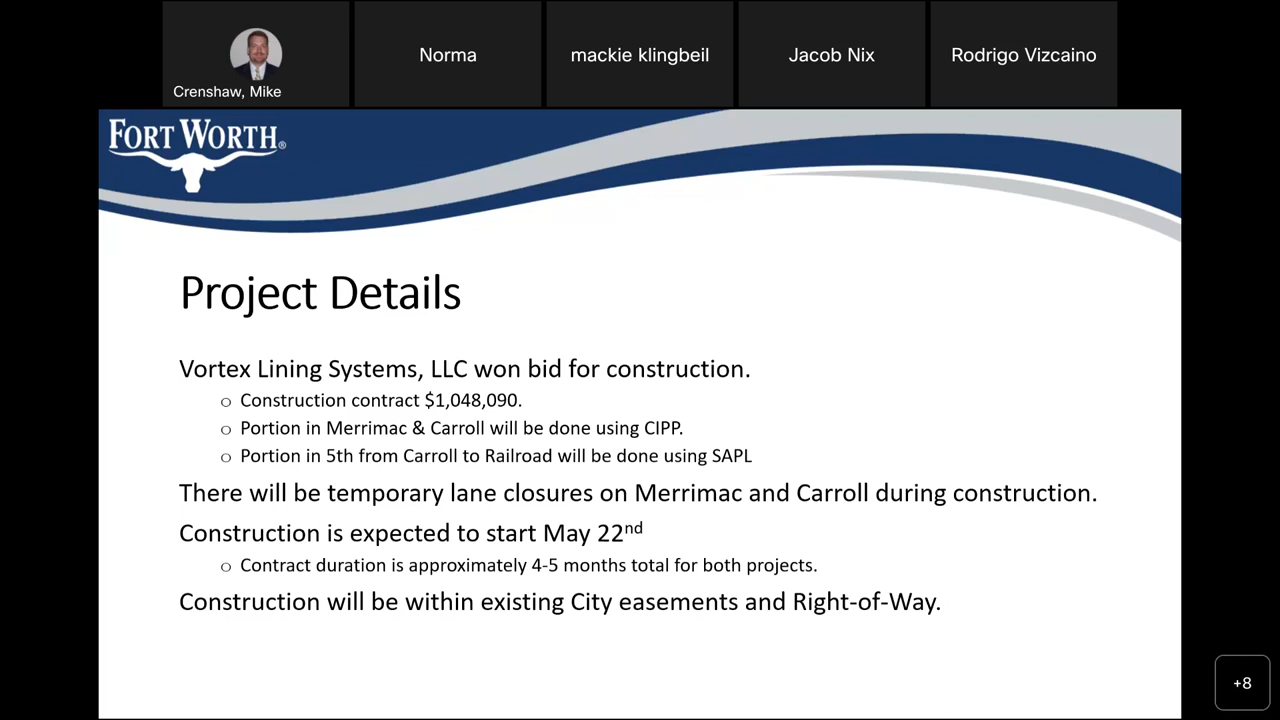 Crenshaw, Mike
Norma
mackie klingbeil
Jacob Nix
Rodrigo Vizcaino
FORT WORTH®
Project Details
Vortex Lining Systems, LLC won bid for construction.
○ Construction contract $1,048,090.
○ Portion in Merrimac & Carroll will be done using CIPP.
○ Portion in 5th from Carroll to Railroad will be done using SAPL
There will be temporary lane closures on Merrimac and Carroll during construction.
Construction is expected to start May 22nd
○ Contract duration is approximately 4-5 months total for both projects.
Construction will be within existing City easements and Right-of-Way.
+8